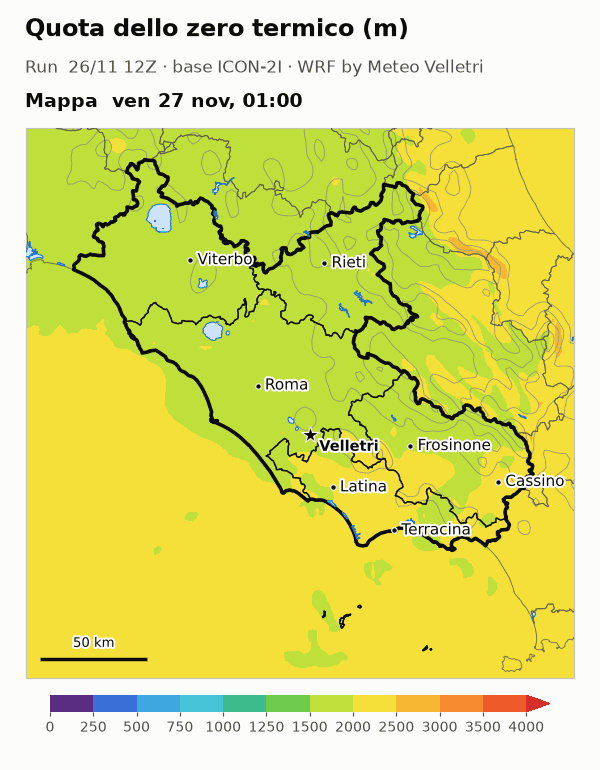 Quota dello zero termico (m)
Run  26/11 12Z · base ICON-2I · WRF by Meteo Velletri
Mappa  ven 27 nov, 01:00
Viterbo
Rieti
Roma
Velletri
Frosinone
Cassino
Latina
Terracina
50 km
0 250 500 750 1000 1250 1500 2000 2500 3000 3500 4000